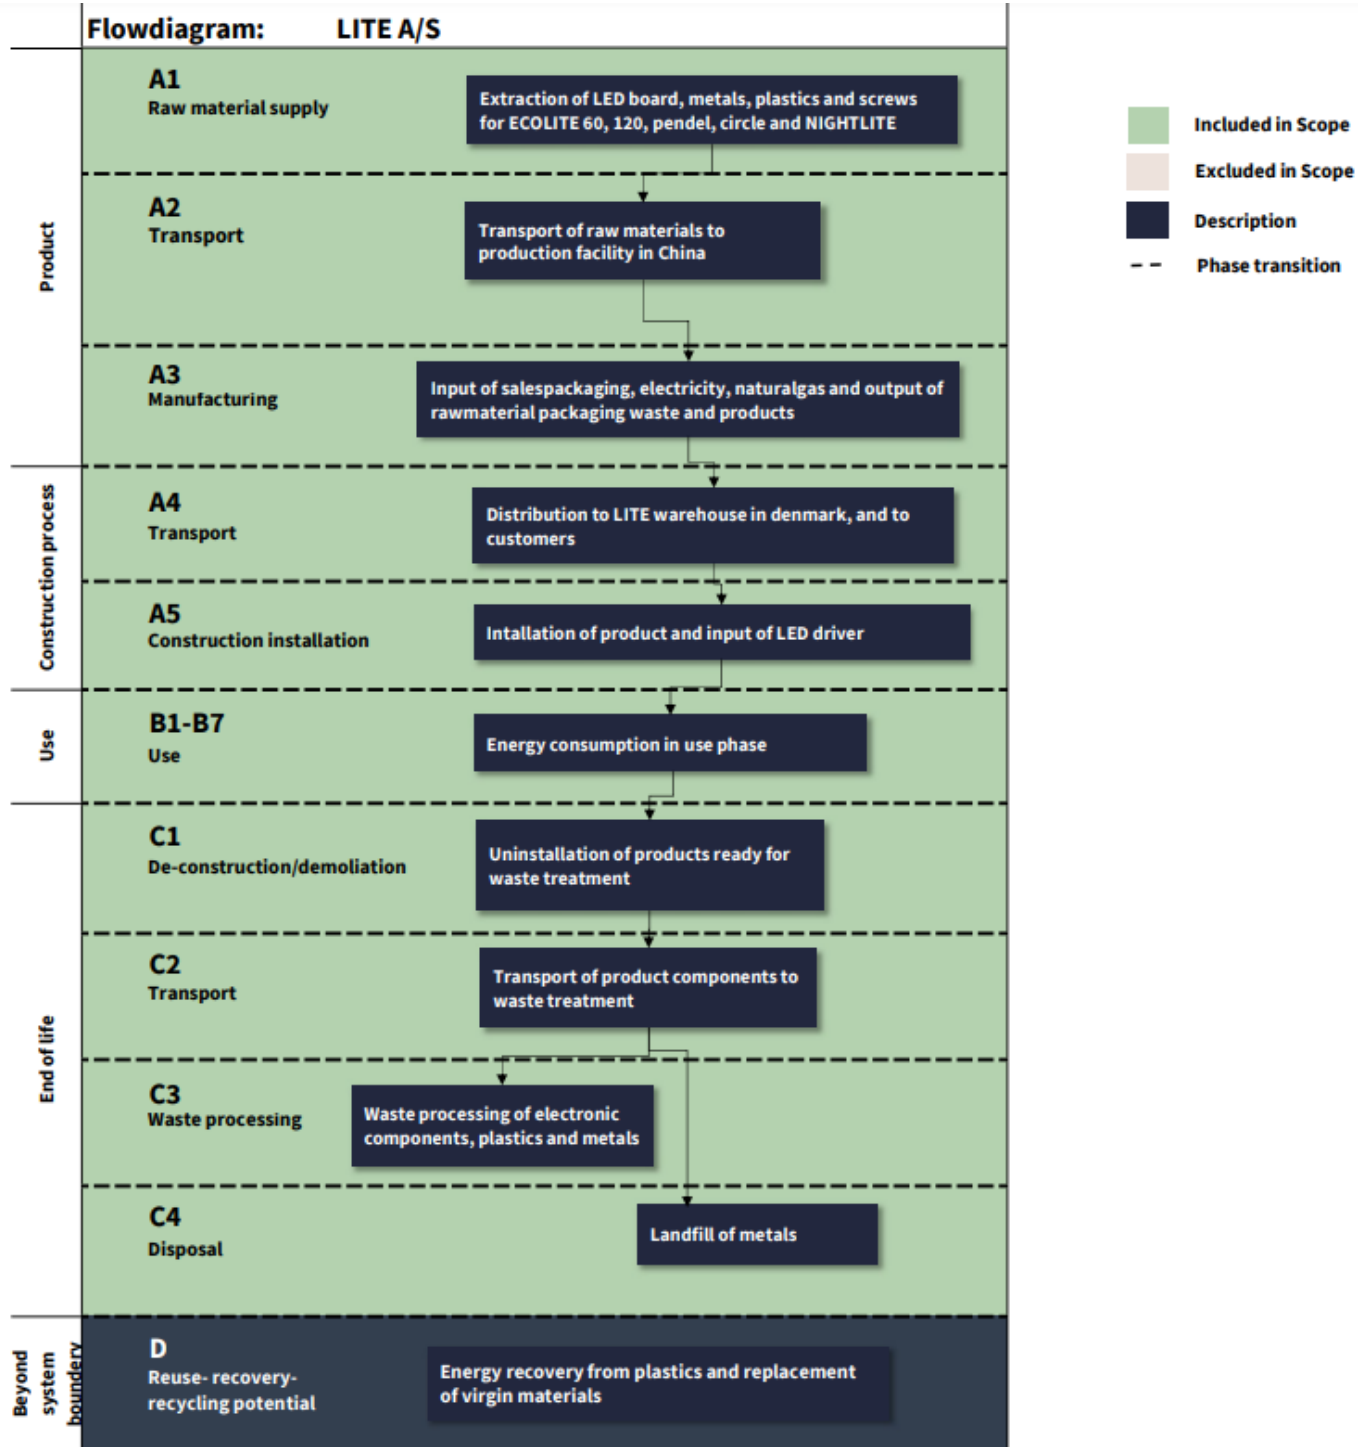 Flowdiagram: LITE A/S
Product
A1
Raw material supply
Extraction of LED board, metals, plastics and screws
for ECOLITE 60, 120, pendel, circle and NIGHTLITE
A2
Transport
Transport of raw materials to
production facility in China
A3
Manufacturing
Input of salespackaging, electricity, naturalgas and output of
rawmaterial packaging waste and products
Construction process
A4
Transport
Distribution to LITE warehouse in denmark, and to
customers
A5
Construction installation
Intallation of product and input of LED driver
Use
B1-B7
Use
Energy consumption in use phase
End of life
C1
De-construction/demoliation
Uninstallation of products ready for
waste treatment
C2
Transport
Transport of product components to
waste treatment
C3
Waste processing
Waste processing of electronic
components, plastics and metals
C4
Disposal
Landfill of metals
Beyond
system
boundery
D
Reuse- recovery-
recycling potential
Energy recovery from plastics and replacement
of virgin materials
Included in Scope
Excluded in Scope
Description
Phase transition